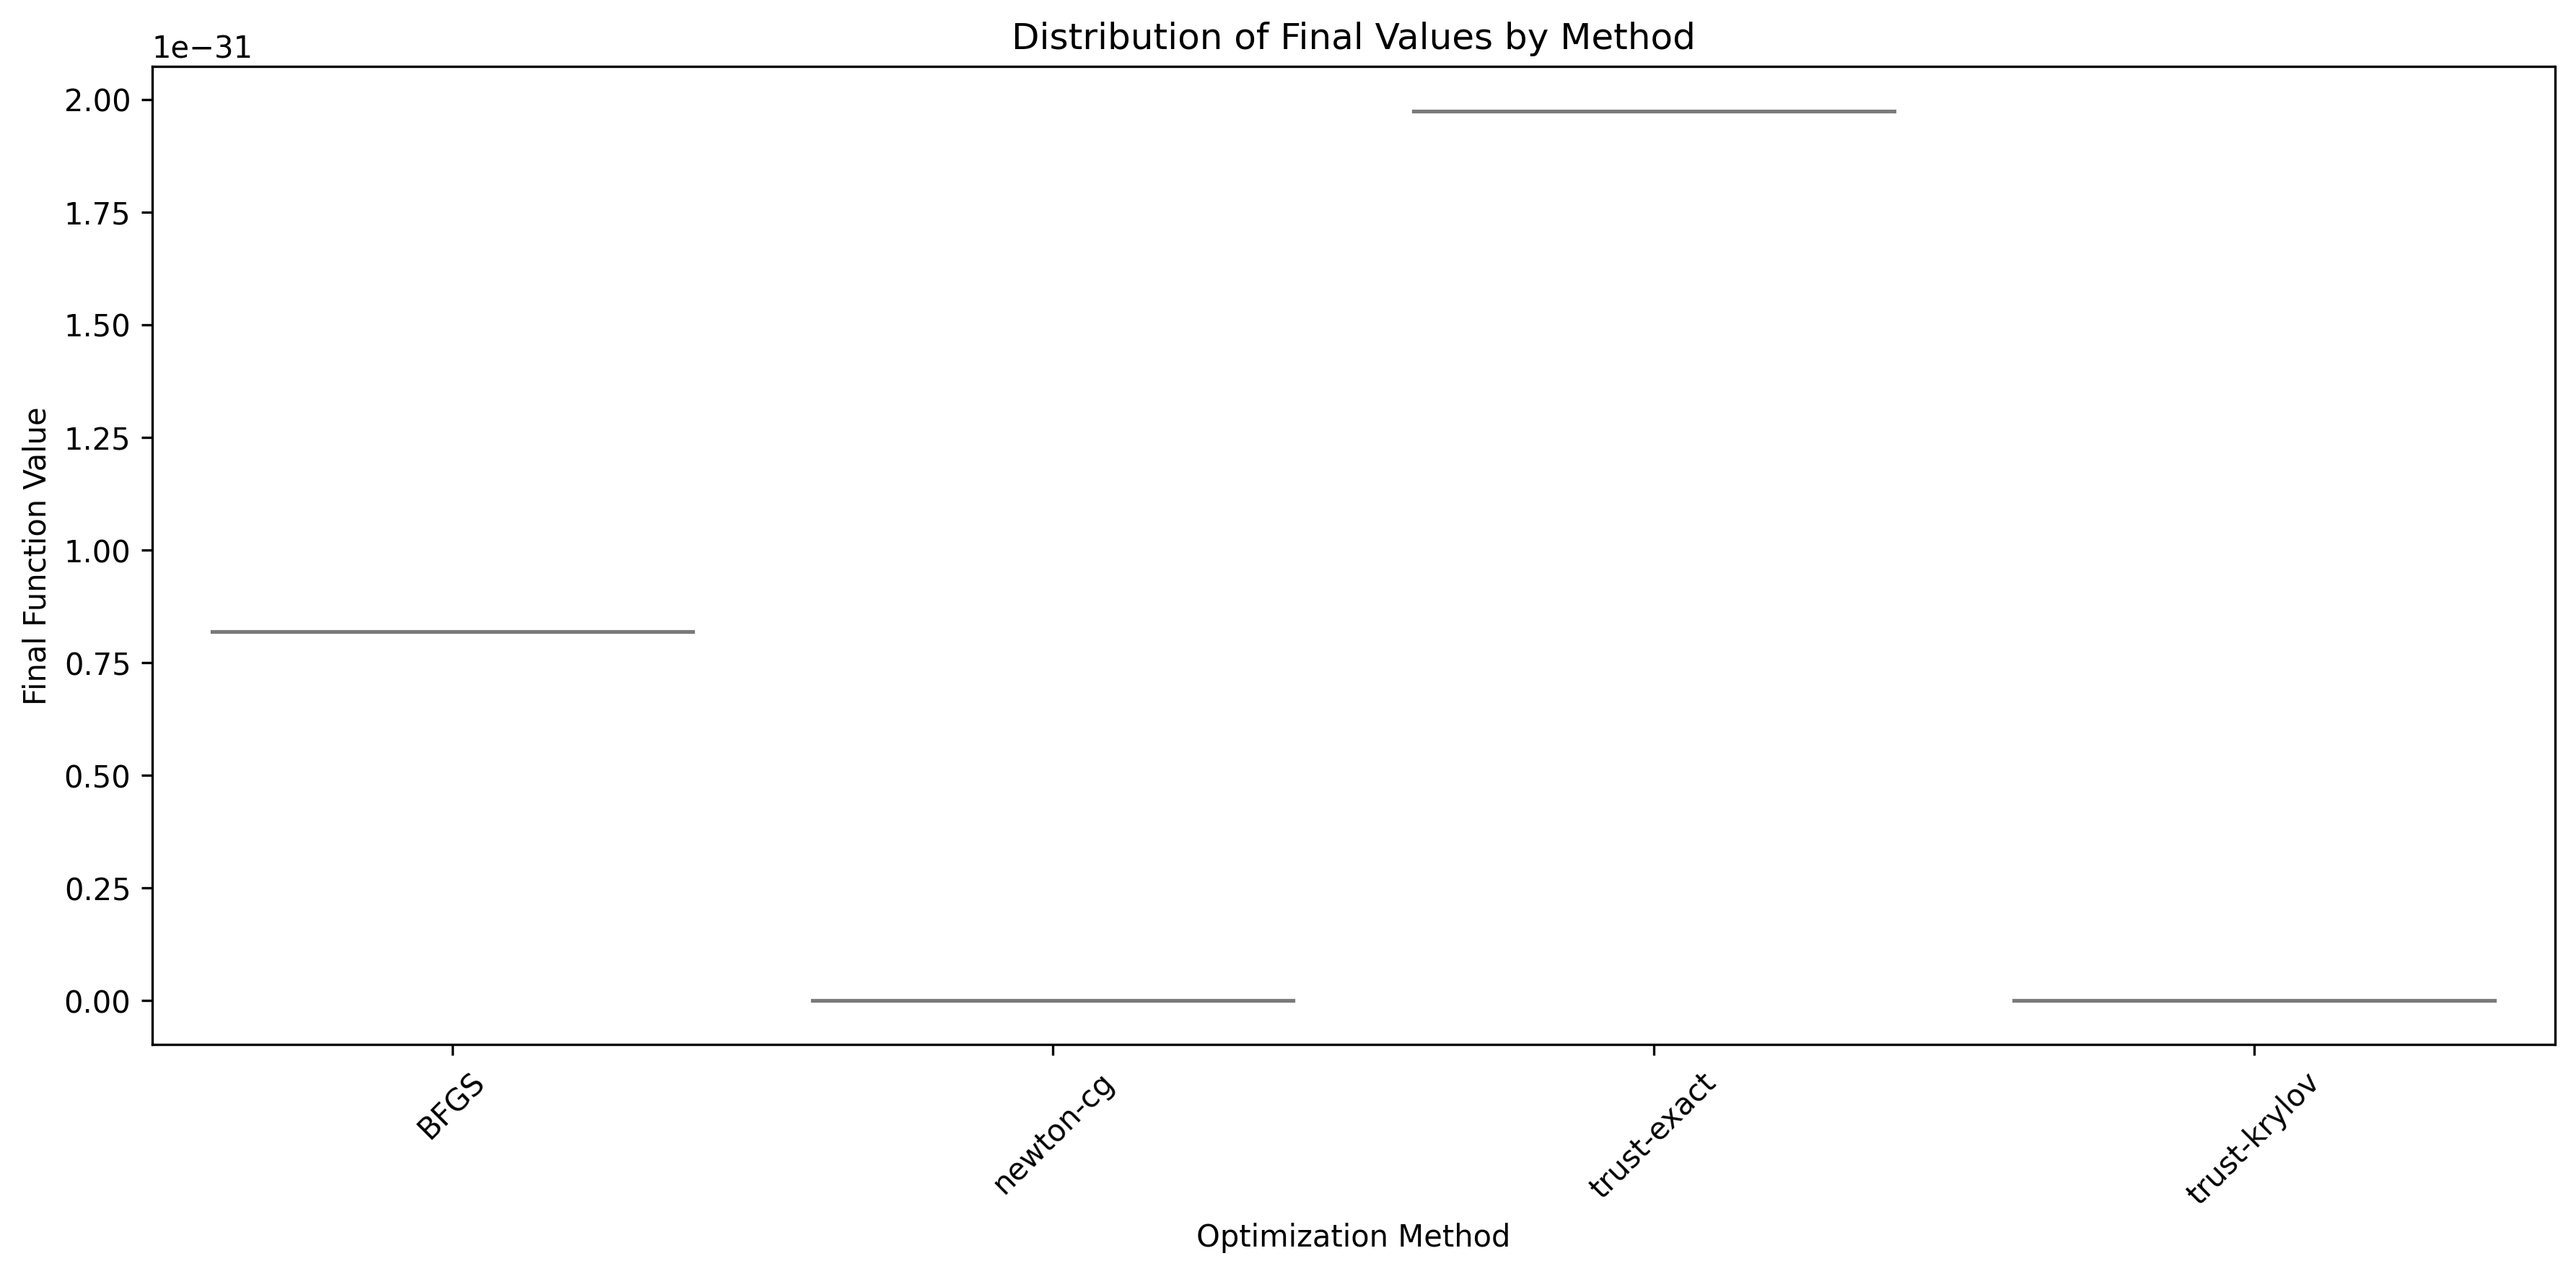 Distribution of Final Values by Method
1e−31
2.00
1.75
1.50
1.25
1.00
0.75
0.50
0.25
0.00
Final Function Value
BFGS
newton-cg
trust-exact
trust-krylov
Optimization Method